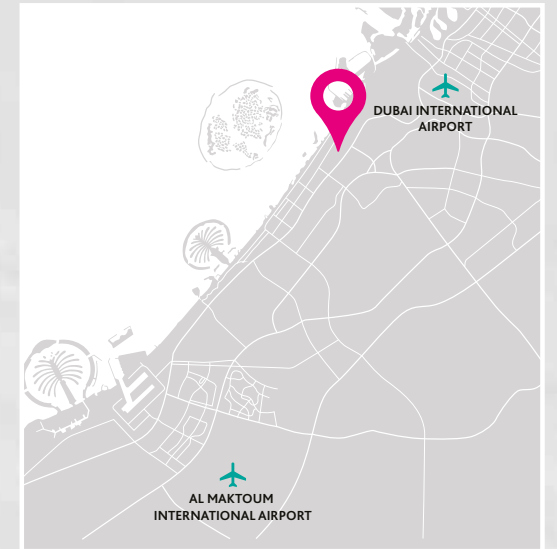 DUBAI INTERNATIONAL
AIRPORT
AL MAKTOUM
INTERNATIONAL AIRPORT